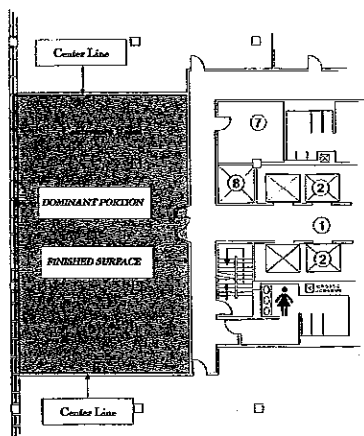 Center Line
7
8
2
DOMINANT PORTION
1
FINISHED SURFACE
2
Center Line